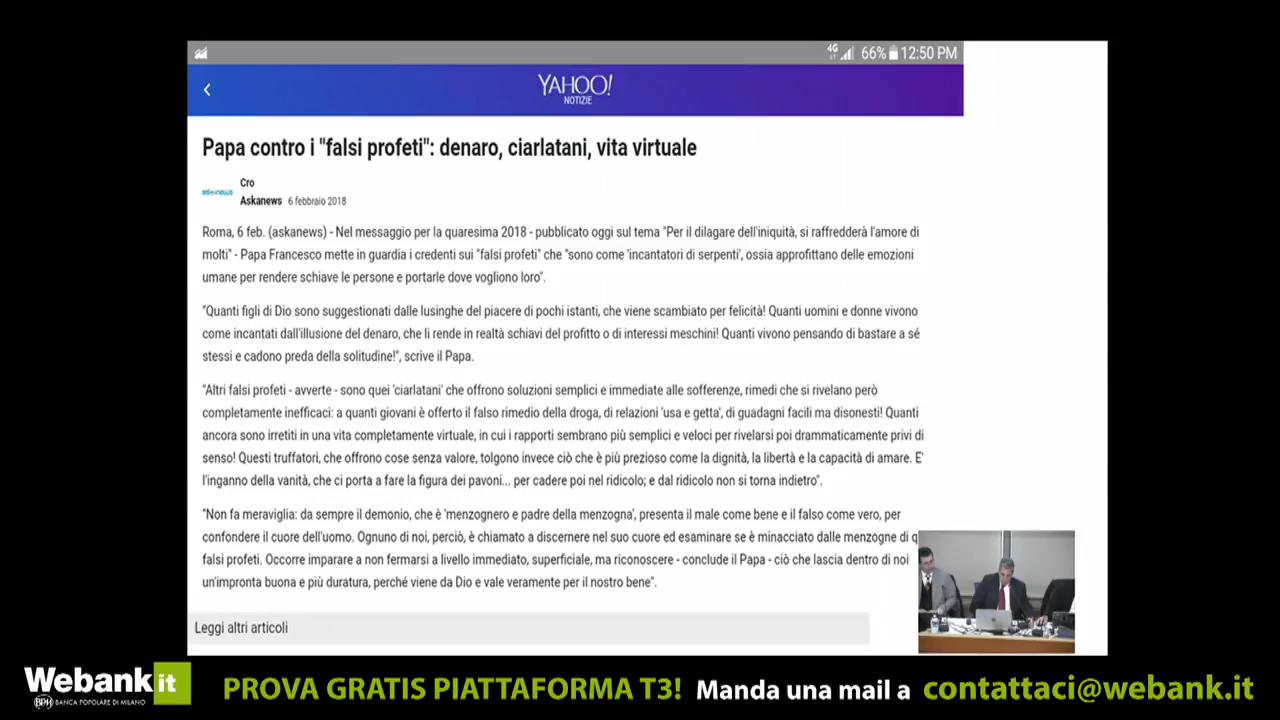 4G 66% 12:50 PM
YAHOO!
NOTIZIE
Papa contro i "falsi profeti": denaro, ciarlatani, vita virtuale
Cro
askanews
Askanews 6 febbraio 2018
Roma, 6 feb. (askanews) - Nel messaggio per la quaresima 2018 - pubblicato oggi sul tema "Per il dilagare dell'iniquità, si raffredderà l'amore di
molti" - Papa Francesco mette in guardia i credenti sui "falsi profeti" che "sono come 'incantatori di serpenti', ossia approfittano delle emozioni
umane per rendere schiave le persone e portarle dove vogliono loro".
"Quanti figli di Dio sono suggestionati dalle lusinghe del piacere di pochi istanti, che viene scambiato per felicità! Quanti uomini e donne vivono
come incantati dall'illusione del denaro, che li rende in realtà schiavi del profitto o di interessi meschini! Quanti vivono pensando di bastare a sé
stessi e cadono preda della solitudine!", scrive il Papa.
"Altri falsi profeti - avverte - sono quei 'ciarlatani' che offrono soluzioni semplici e immediate alle sofferenze, rimedi che si rivelano però
completamente inefficaci: a quanti giovani è offerto il falso rimedio della droga, di relazioni 'usa e getta', di guadagni facili ma disonesti! Quanti
ancora sono irretiti in una vita completamente virtuale, in cui i rapporti sembrano più semplici e veloci per rivelarsi poi drammaticamente privi di
senso! Questi truffatori, che offrono cose senza valore, tolgono invece ciò che è più prezioso come la dignità, la libertà e la capacità di amare. E'
l'inganno della vanità, che ci porta a fare la figura dei pavoni... per cadere poi nel ridicolo; e dal ridicolo non si torna indietro".
"Non fa meraviglia: da sempre il demonio, che è 'menzognero e padre della menzogna', presenta il male come bene e il falso come vero, per
confondere il cuore dell'uomo. Ognuno di noi, perciò, è chiamato a discernere nel suo cuore ed esaminare se è minacciato dalle menzogne di q
falsi profeti. Occorre imparare a non fermarsi a livello immediato, superficiale, ma riconoscere - conclude il Papa - ciò che lascia dentro di noi
un'impronta buona e più duratura, perché viene da Dio e vale veramente per il nostro bene".
Leggi altri articoli
Webank it
BPM BANCA POPOLARE DI MILANO
PROVA GRATIS PIATTAFORMA T3! Manda una mail a contattaci@webank.it